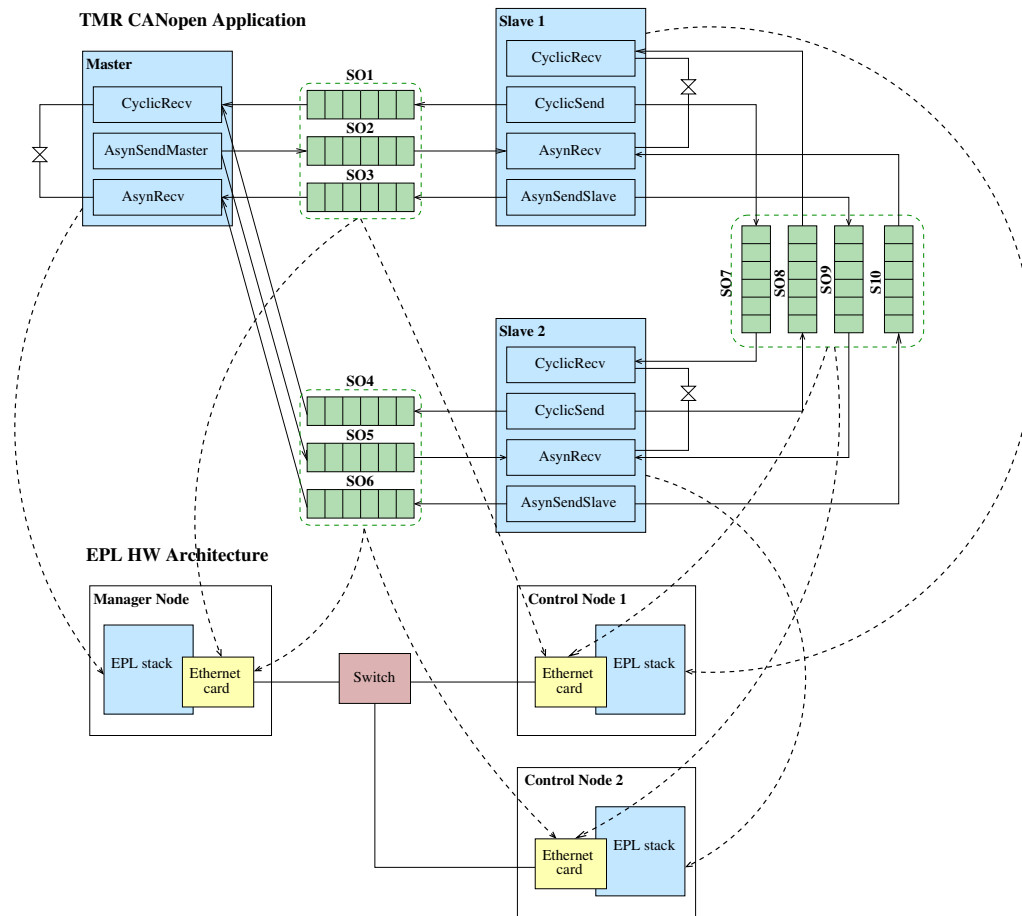 TMR CANopen Application
Master
CyclicRecv
AsynSendMaster
AsynRecv
SO1
SO2
SO3
Slave 1
CyclicRecv
CyclicSend
AsynRecv
AsynSendSlave
SO7
SO8
SO9
S10
SO4
SO5
SO6
Slave 2
CyclicRecv
CyclicSend
AsynRecv
AsynSendSlave
EPL HW Architecture
Manager Node
EPL stack
Ethernet
card
Switch
Control Node 1
Ethernet
card
EPL stack
Control Node 2
Ethernet
card
EPL stack